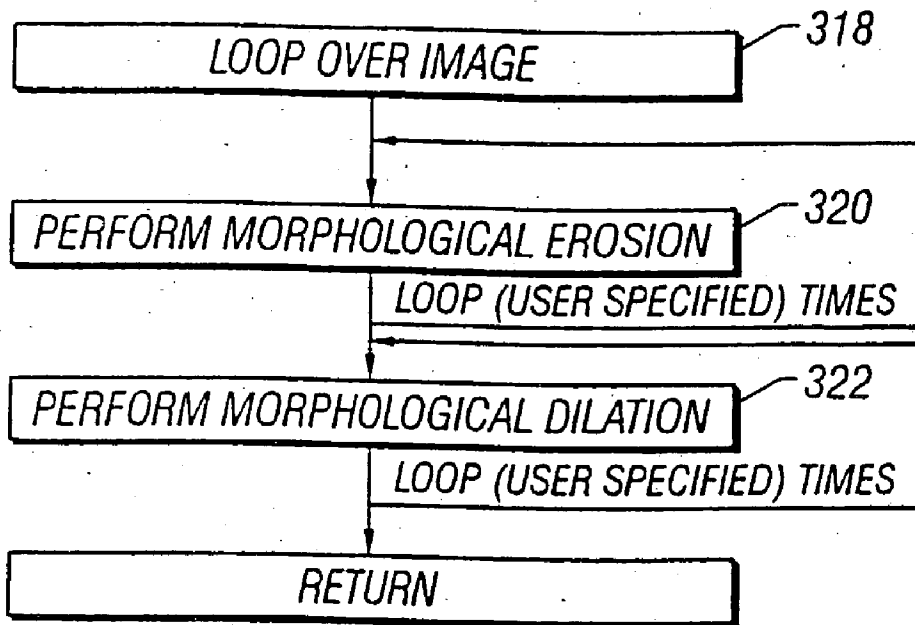 318
LOOP OVER IMAGE
320
PERFORM MORPHOLOGICAL EROSION
LOOP (USER SPECIFIED) TIMES
322
PERFORM MORPHOLOGICAL DILATION
LOOP (USER SPECIFIED) TIMES
RETURN